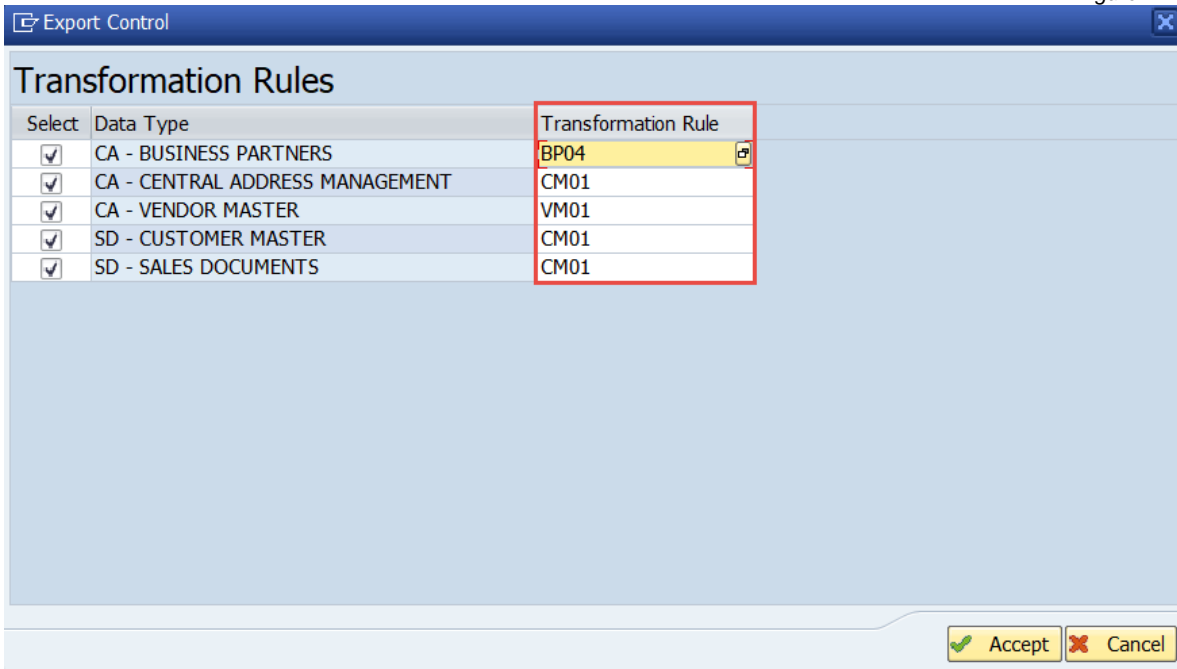 Export Control
Transformation Rules
Select Data Type Transformation Rule
CA - BUSINESS PARTNERS BP04
CA - CENTRAL ADDRESS MANAGEMENT CM01
CA - VENDOR MASTER VM01
SD - CUSTOMER MASTER CM01
SD - SALES DOCUMENTS CM01
Accept Cancel